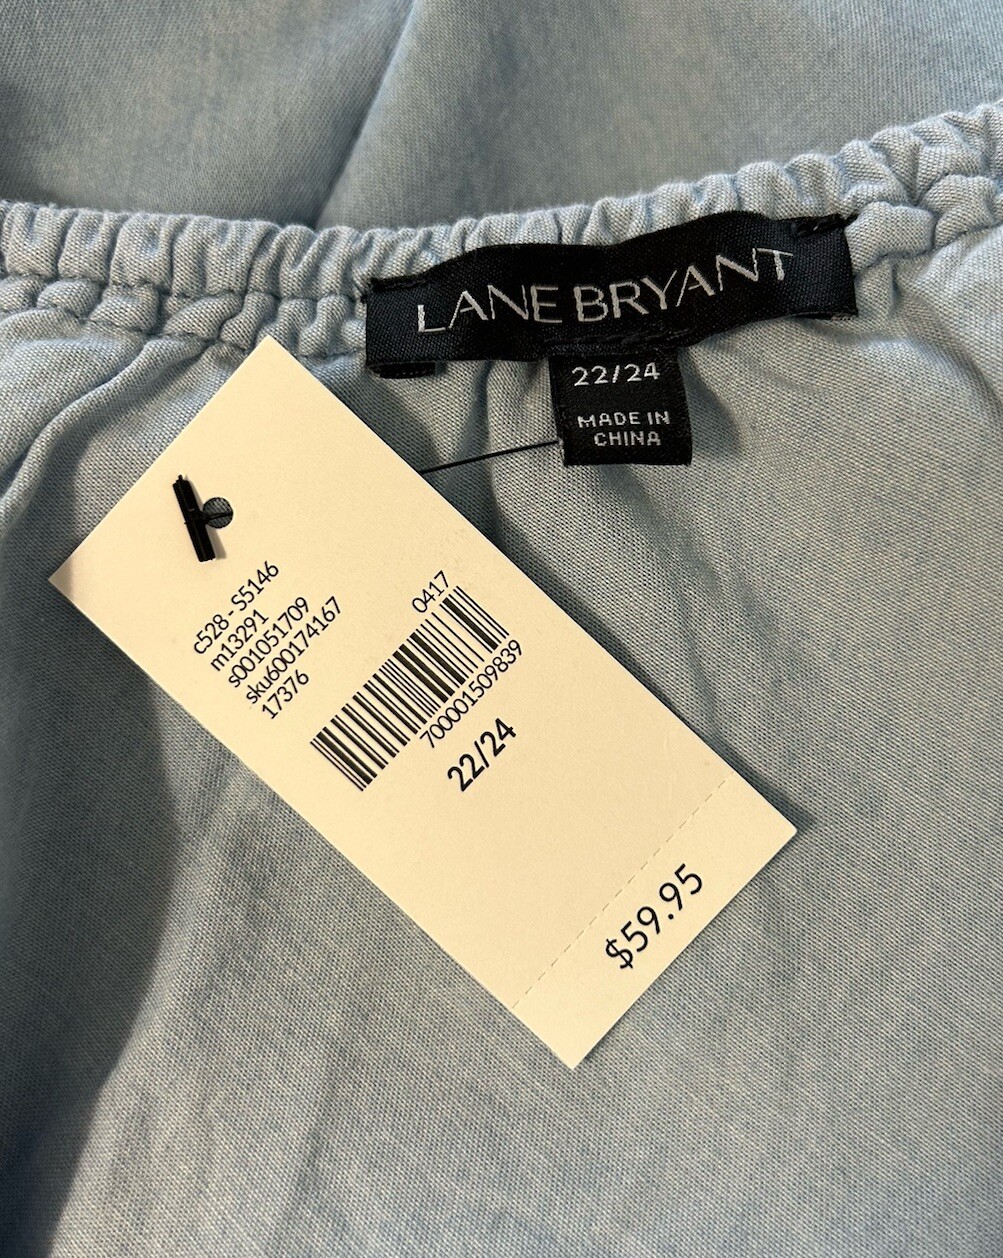 LANE BRYANT
22/24
MADE IN
CHINA
c528 - S5146
m13291
s001051709
sku600174167
17376
0417
700001509839
22/24
$59.95